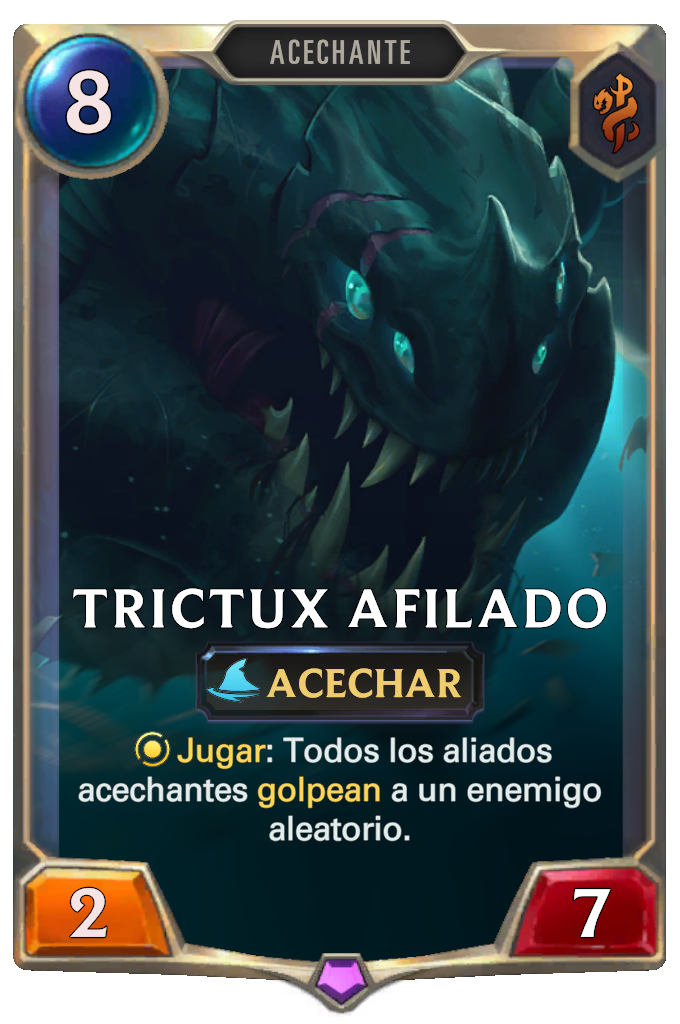 ACECHANTE
8
TRICTUX AFILADO
ACECHAR
Jugar: Todos los aliados
acechantes golpean a un enemigo
aleatorio.
2
7